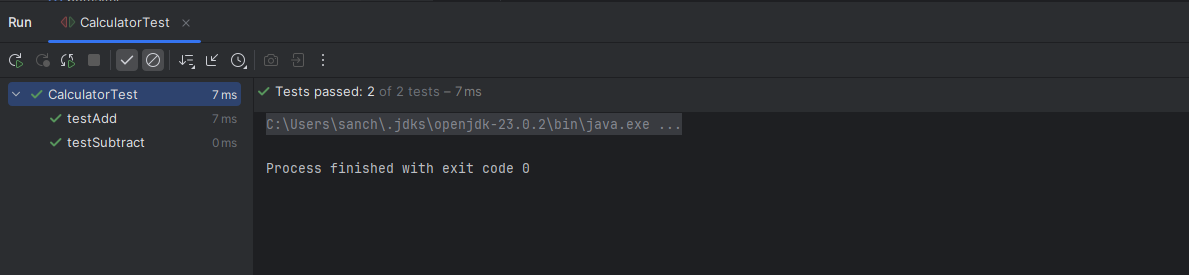 Run CalculatorTest
CalculatorTest 7 ms
Tests passed: 2 of 2 tests – 7 ms
testAdd 7 ms
testSubtract 0 ms
C:\Users\sanch\.jdks\openjdk-23.0.2\bin\java.exe ...
Process finished with exit code 0